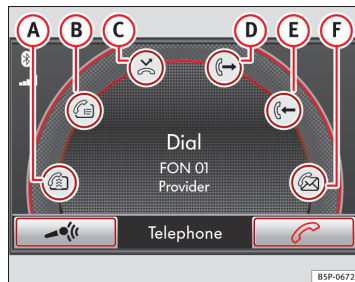 A B C D E F
Dial
FON 01
Provider
Telephone
B5P-0672